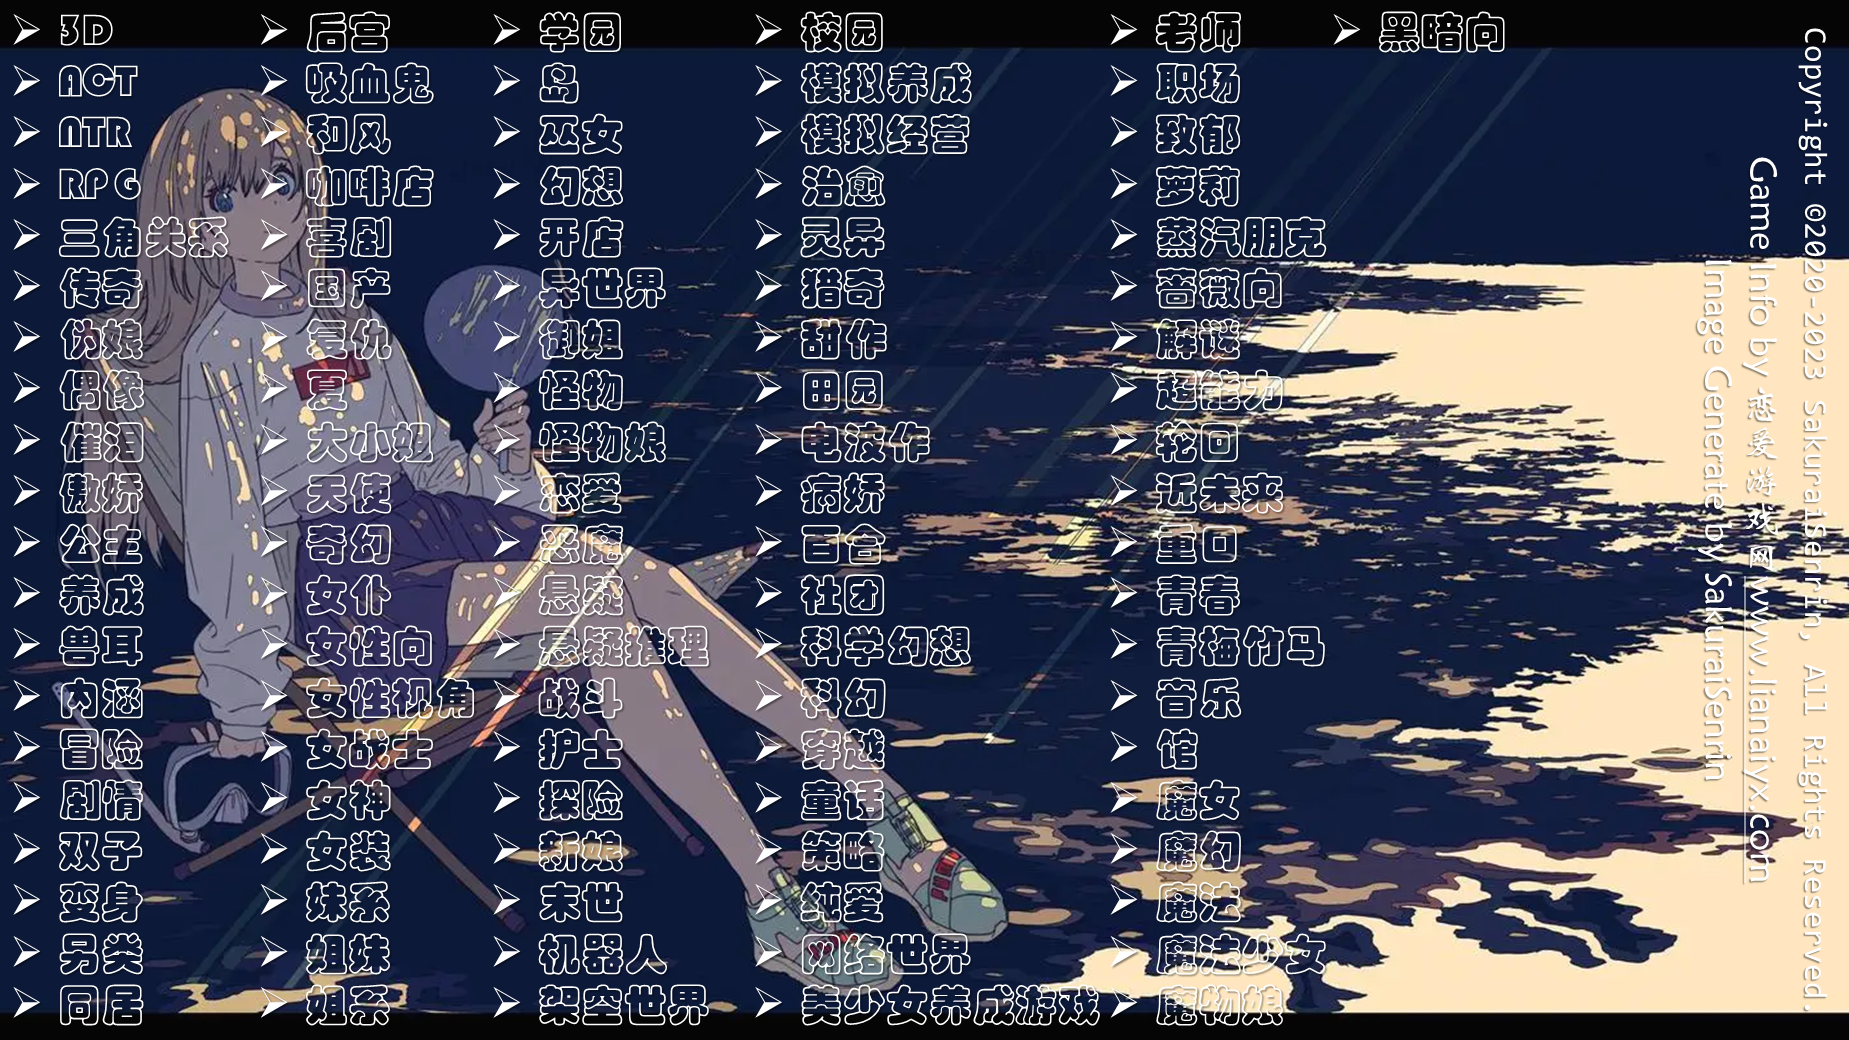 3D
ACT
NTR
RPG
三角关系
传奇
伪娘
偶像
催泪
傲娇
公主
养成
兽耳
内涵
冒险
剧情
双子
变身
另类
同居
后宫
吸血鬼
和风
咖啡店
喜剧
国产
复仇
夏
大小姐
天使
奇幻
女仆
女性向
女性视角
女战士
女神
女装
妹系
姐妹
姐系
学园
岛
巫女
幻想
开店
异世界
御姐
怪物
怪物娘
恋爱
恶魔
悬疑
悬疑推理
战斗
护士
探险
新娘
末世
机器人
架空世界
校园
模拟养成
模拟经营
治愈
灵异
猎奇
甜作
田园
电波作
病娇
百合
社团
科学幻想
科幻
穿越
童话
策略
纯爱
网络世界
美少女养成游戏
老师
职场
致郁
萝莉
蒸汽朋克
蔷薇向
解谜
超能力
轮回
近未来
重口
青春
青梅竹马
音乐
馆
魔女
魔幻
魔法
魔法少女
魔物娘
黑暗向
Copyright ©2020-2023 SakuraiSenrin, All Rights Reserved.
Game Info by 恋爱游戏网www.lianaiyx.com
Image Generate by SakuraiSenrin